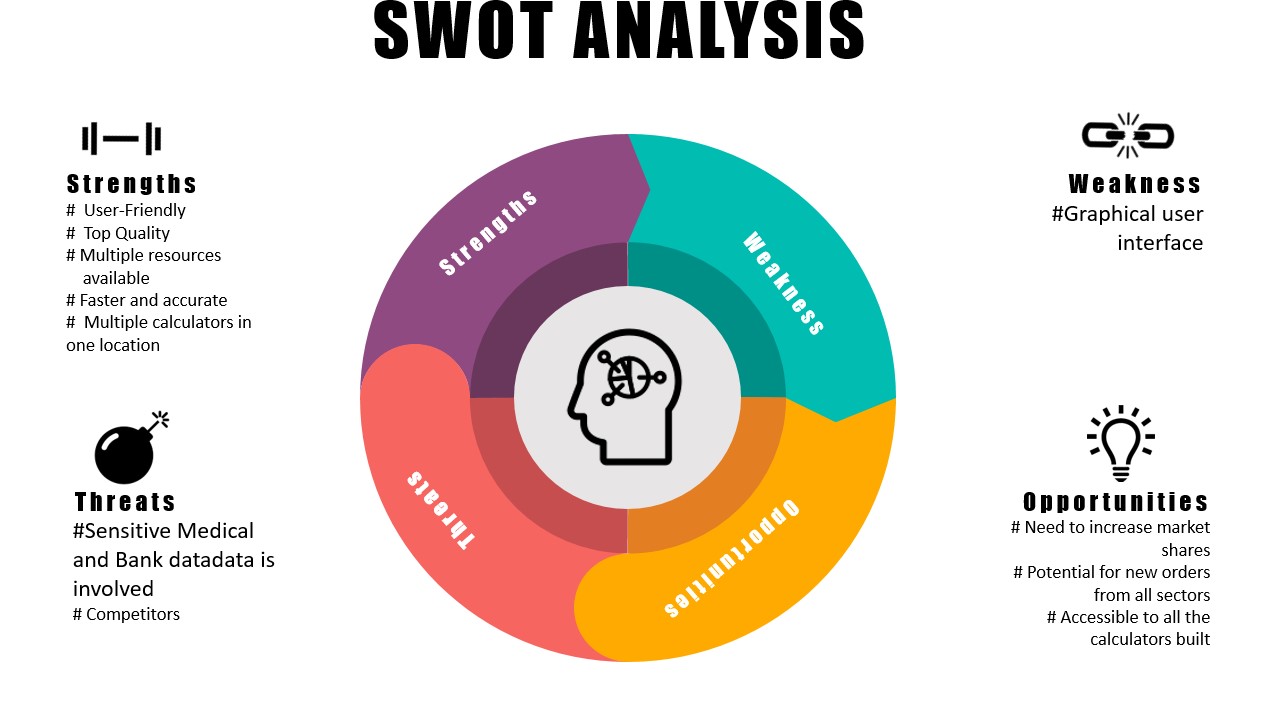 SWOT ANALYSIS
Strengths
# User-Friendly
# Top Quality
# Multiple resources
available
# Faster and accurate
# Multiple calculators in
one location
Weakness
#Graphical user
interface
Strengths
Weakness
Threats
Opportunities
Threats
#Sensitive Medical
and Bank datadata is
involved
# Competitors
Opportunities
# Need to increase market
shares
# Potential for new orders
from all sectors
# Accessible to all the
calculators built